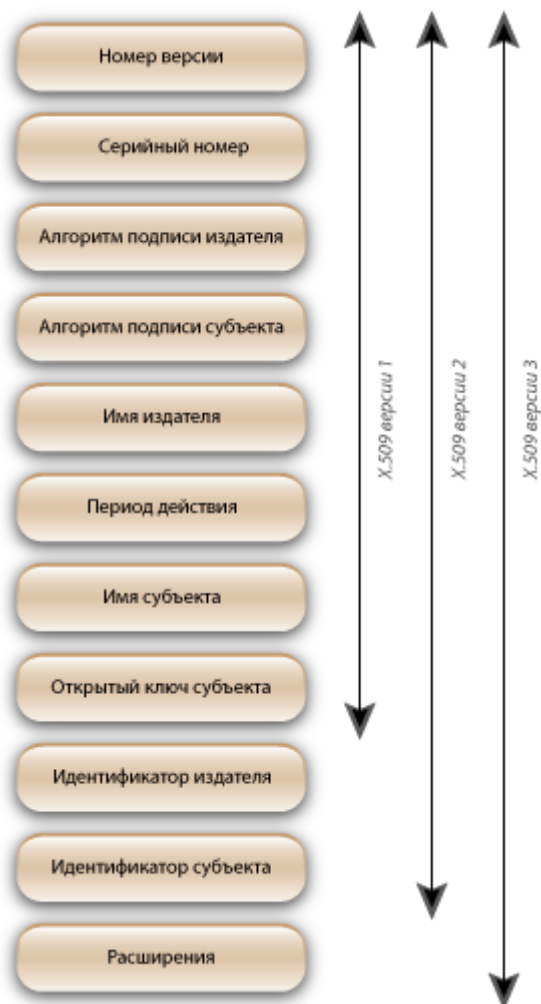 Номер версии
Серийный номер
Алгоритм подписи издателя
Алгоритм подписи субъекта
Имя издателя
Период действия
Имя субъекта
Открытый ключ субъекта
Идентификатор издателя
Идентификатор субъекта
Расширения
X.509 версии 1
X.509 версии 2
X.509 версии 3